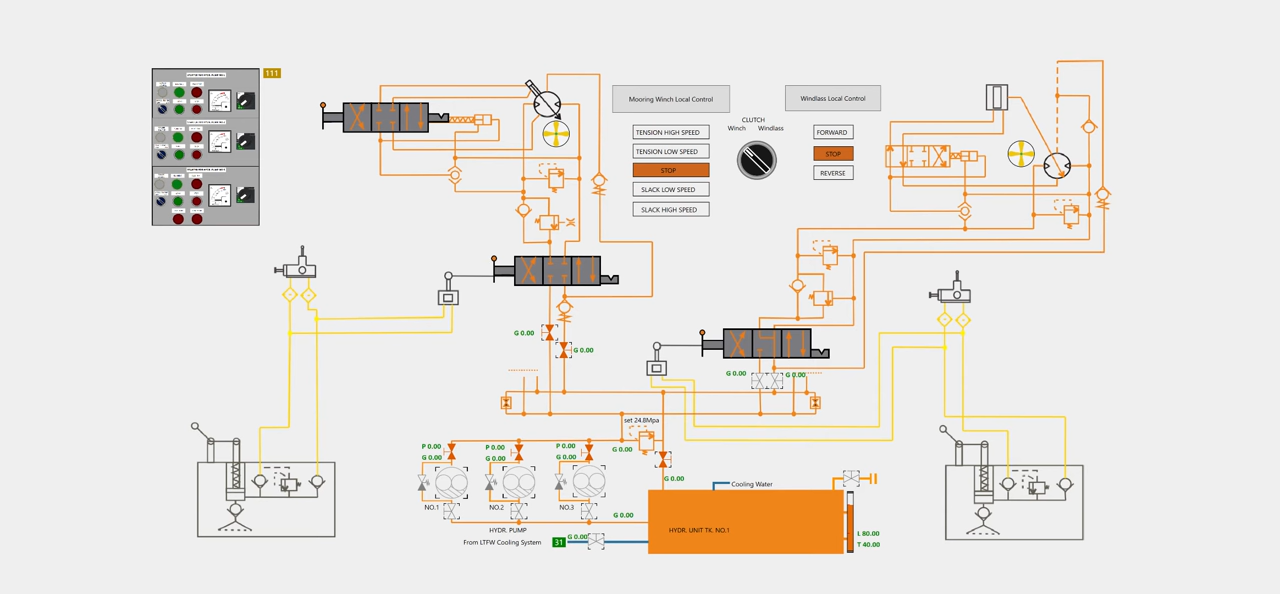 111
Mooring Winch Local Control
Windlass Local Control
CLUTCH
Winch Windlass
TENSION HIGH SPEED
TENSION LOW SPEED
STOP
SLACK LOW SPEED
SLACK HIGH SPEED
FORWARD
STOP
REVERSE
G 0.00
G 0.00
G 0.00
G 0.00
set 24.8Mpa
P 0.00
G 0.00
P 0.00
G 0.00
P 0.00
G 0.00
G 0.00
G 0.00
Cooling Water
NO.1
NO.2
NO.3
G 0.00
HYDR. PUMP
HYDR. UNIT TK. NO.1
From LTFW Cooling System
31
G 0.00
L 80.00
T 40.00